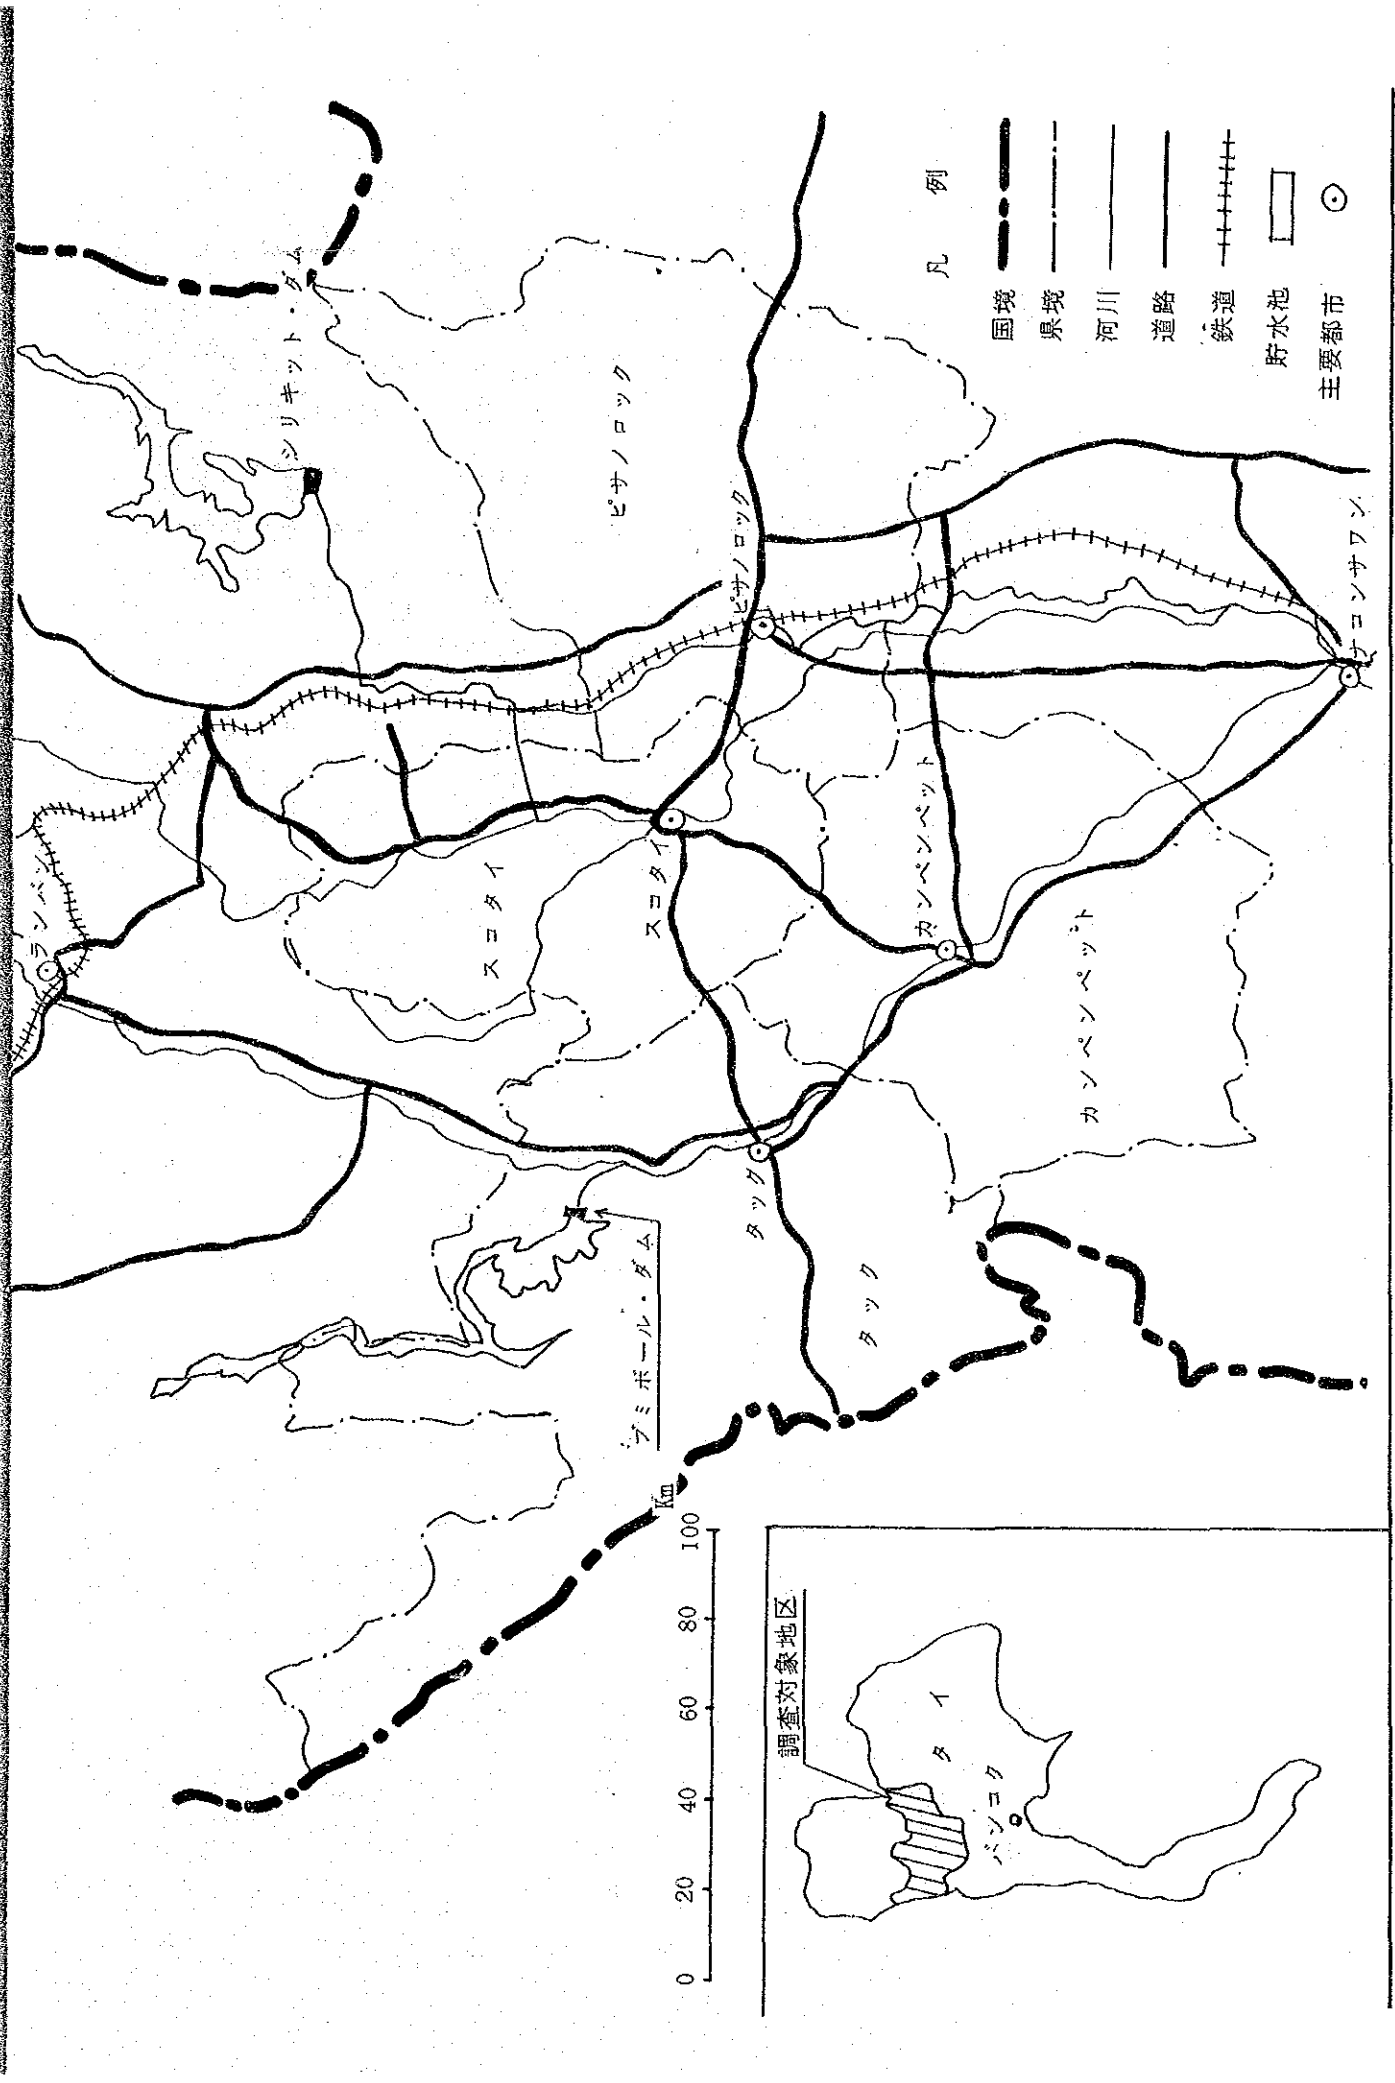 ランバン
シリキット・ダム
スコタイ
ピサノロック
スコタイ
ピサノロック
ブミボール・ダム
タック
タック
カンペンペット
カンペンペット
ナコンサワン
凡例
国境
県境
河川
道路
鉄道
貯水池
主要都市
0 20 40 60 80 100 Km
調査対象地区
タイ
バンコク